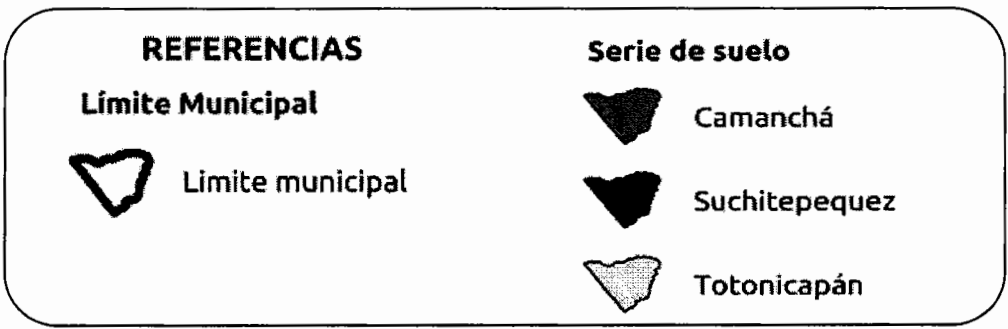 REFERENCIAS
Límite Municipal
Limite municipal
Serie de suelo
Camanchá
Suchitepequez
Totonicapán